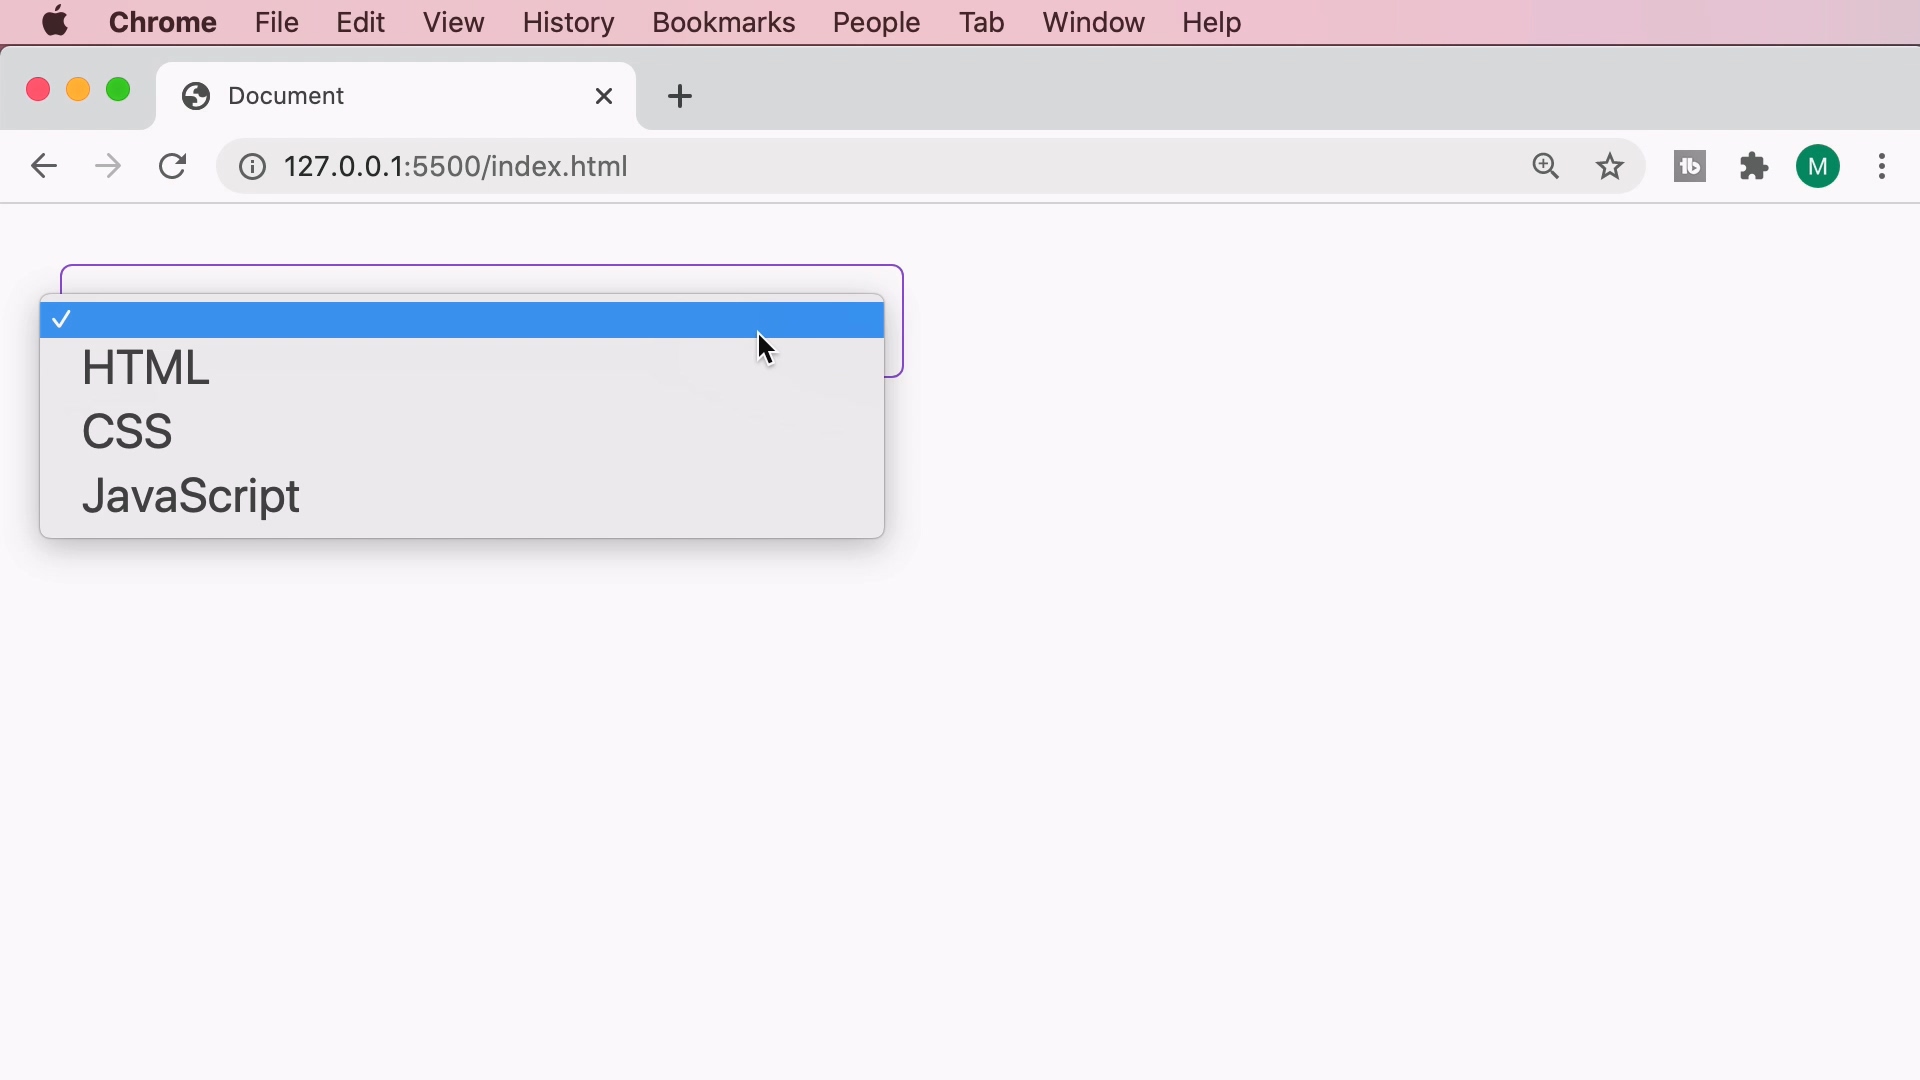 Chrome File Edit View History Bookmarks People Tab Window Help
Document
127.0.0.1:5500/index.html
M
HTML
CSS
JavaScript